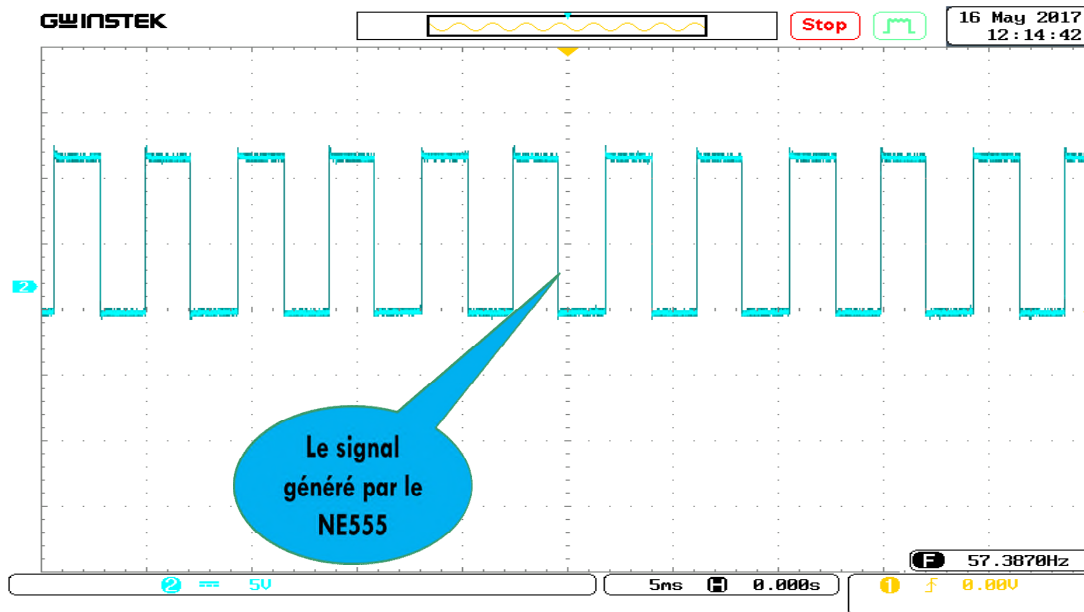 GWINSTEK
Stop
16 May 2017
12:14:42
2
Le signal
généré par le
NE555
F 57.3870Hz
2 5V
5ms H 0.000s
1 0.00V